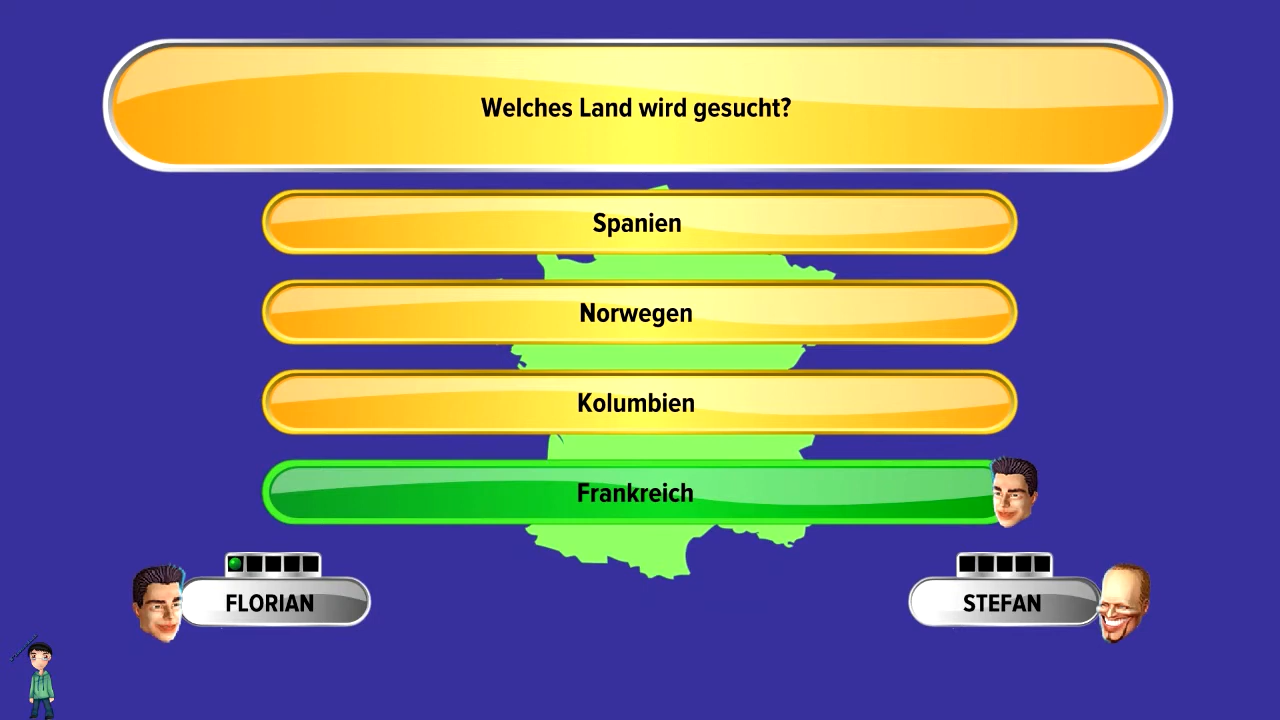 Welches Land wird gesucht?
Spanien
Norwegen
Kolumbien
Frankreich
FLORIAN
STEFAN